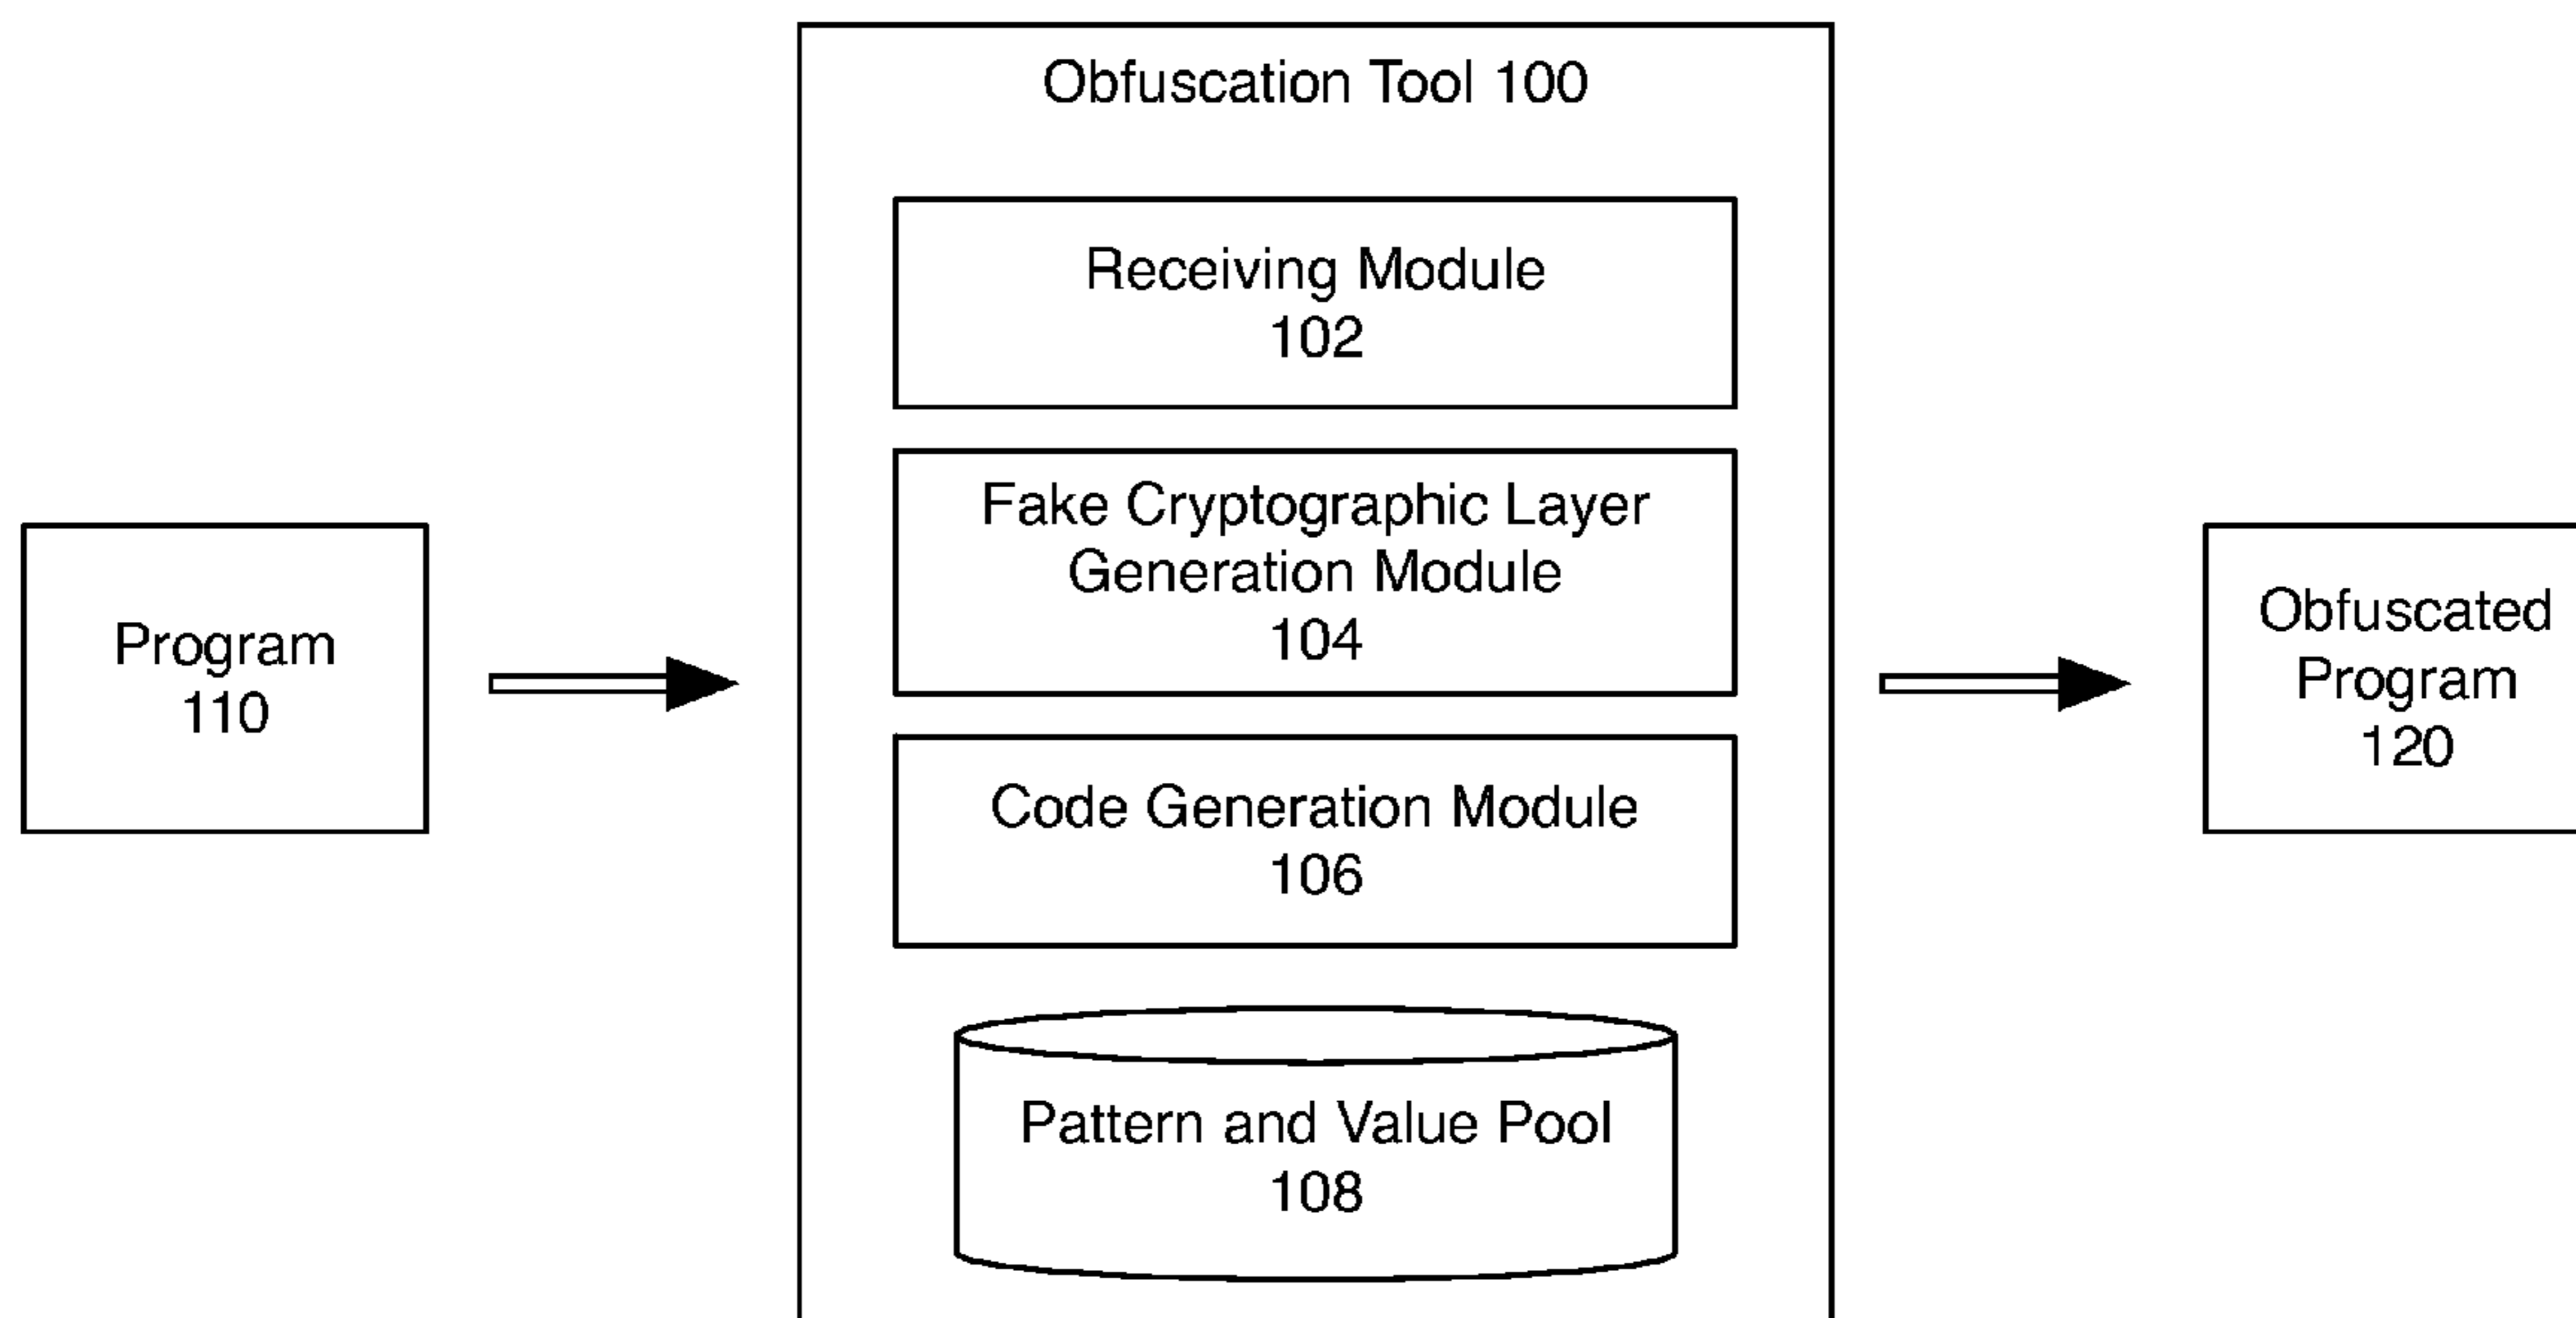 Obfuscation Tool 100
Receiving Module
102
Fake Cryptographic Layer
Generation Module
104
Code Generation Module
106
Pattern and Value Pool
108
Program
110
Obfuscated
Program
120